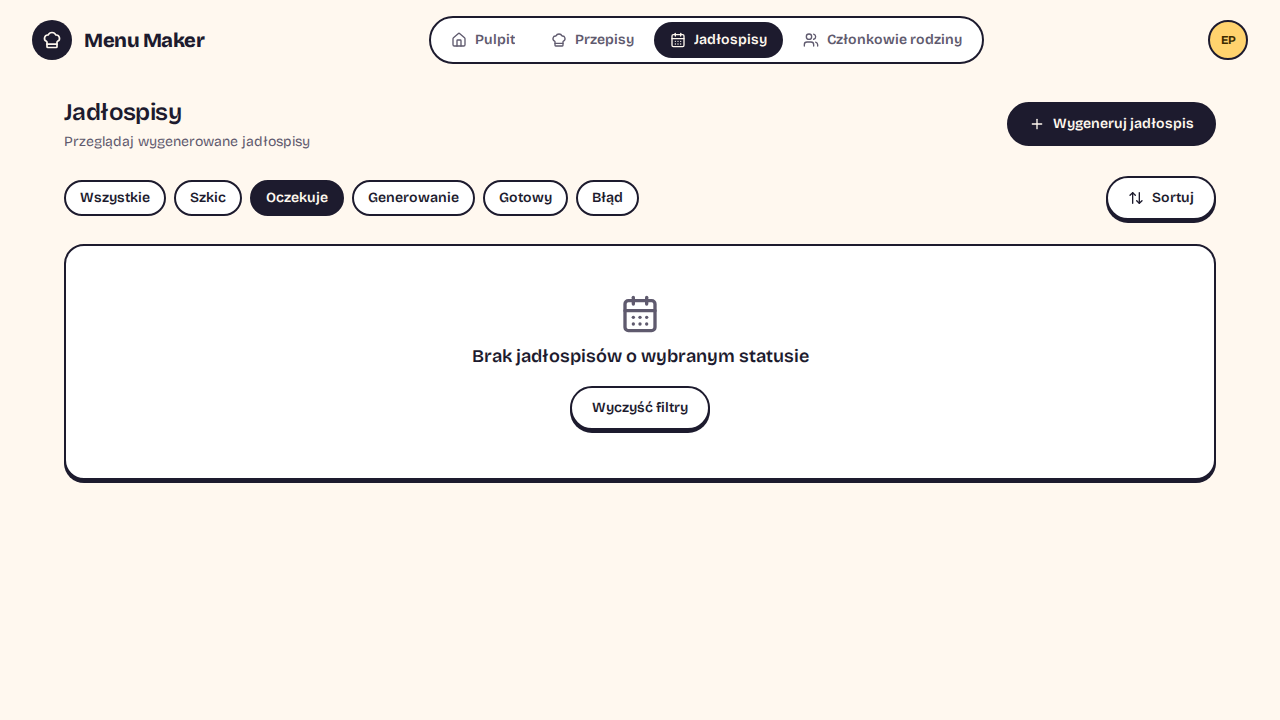 Menu Maker
Pulpit
Przepisy
Jadłospisy
Członkowie rodziny
EP
Jadłospisy
Przeglądaj wygenerowane jadłospisy
Wygeneruj jadłospis
Wszystkie
Szkic
Oczekuje
Generowanie
Gotowy
Błąd
Sortuj
Brak jadłospisów o wybranym statusie
Wyczyść filtry